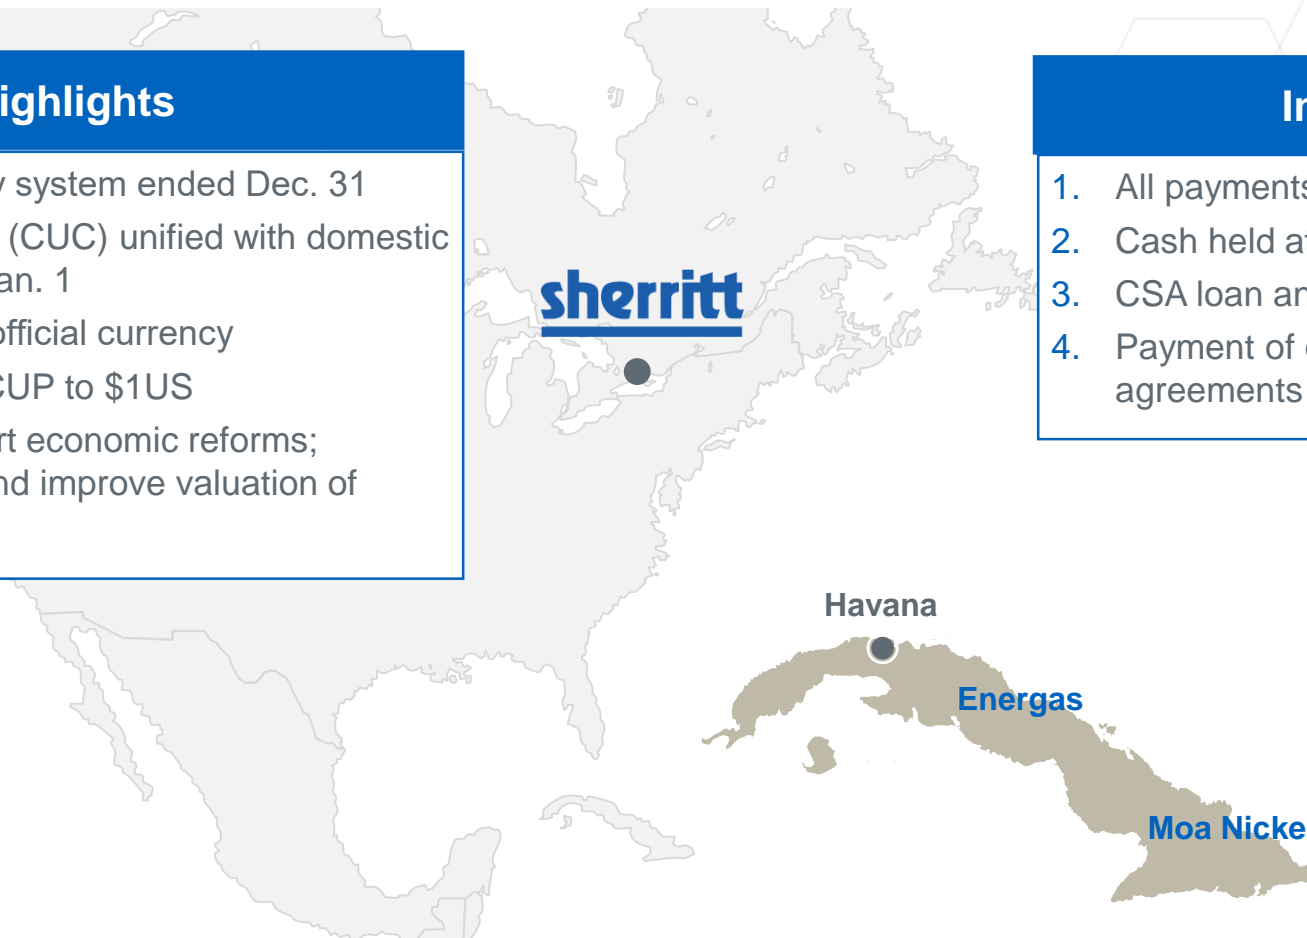 ighlights
y system ended Dec. 31
(CUC) unified with domestic
an. 1
official currency
CUP to $1US
rt economic reforms;
nd improve valuation of
sherritt
In
1. All payments
2. Cash held at
3. CSA loan an
4. Payment of
agreements
Havana
Energas
Moa Nicke